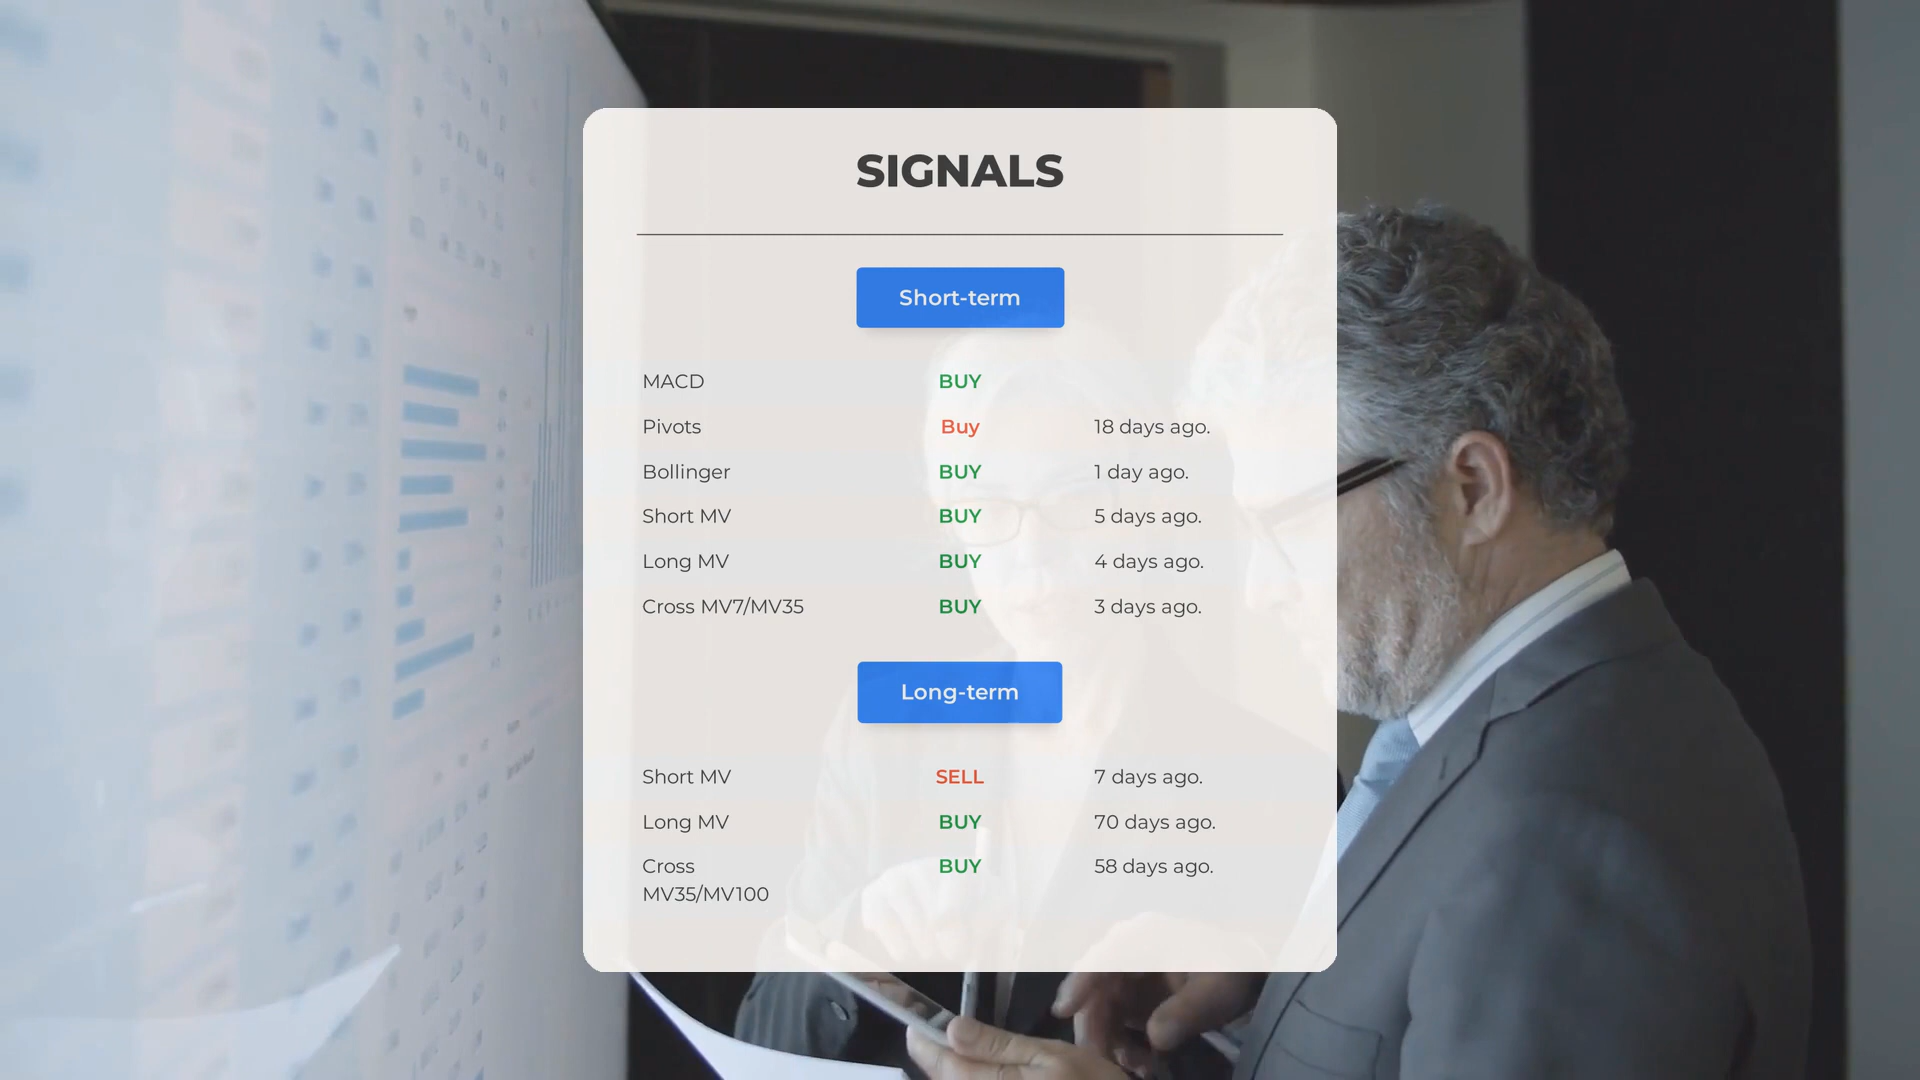 SIGNALS
Short-term
MACD BUY
Pivots Buy 18 days ago.
Bollinger BUY 1 day ago.
Short MV BUY 5 days ago.
Long MV BUY 4 days ago.
Cross MV7/MV35 BUY 3 days ago.
Long-term
Short MV SELL 7 days ago.
Long MV BUY 70 days ago.
Cross BUY 58 days ago.
MV35/MV100